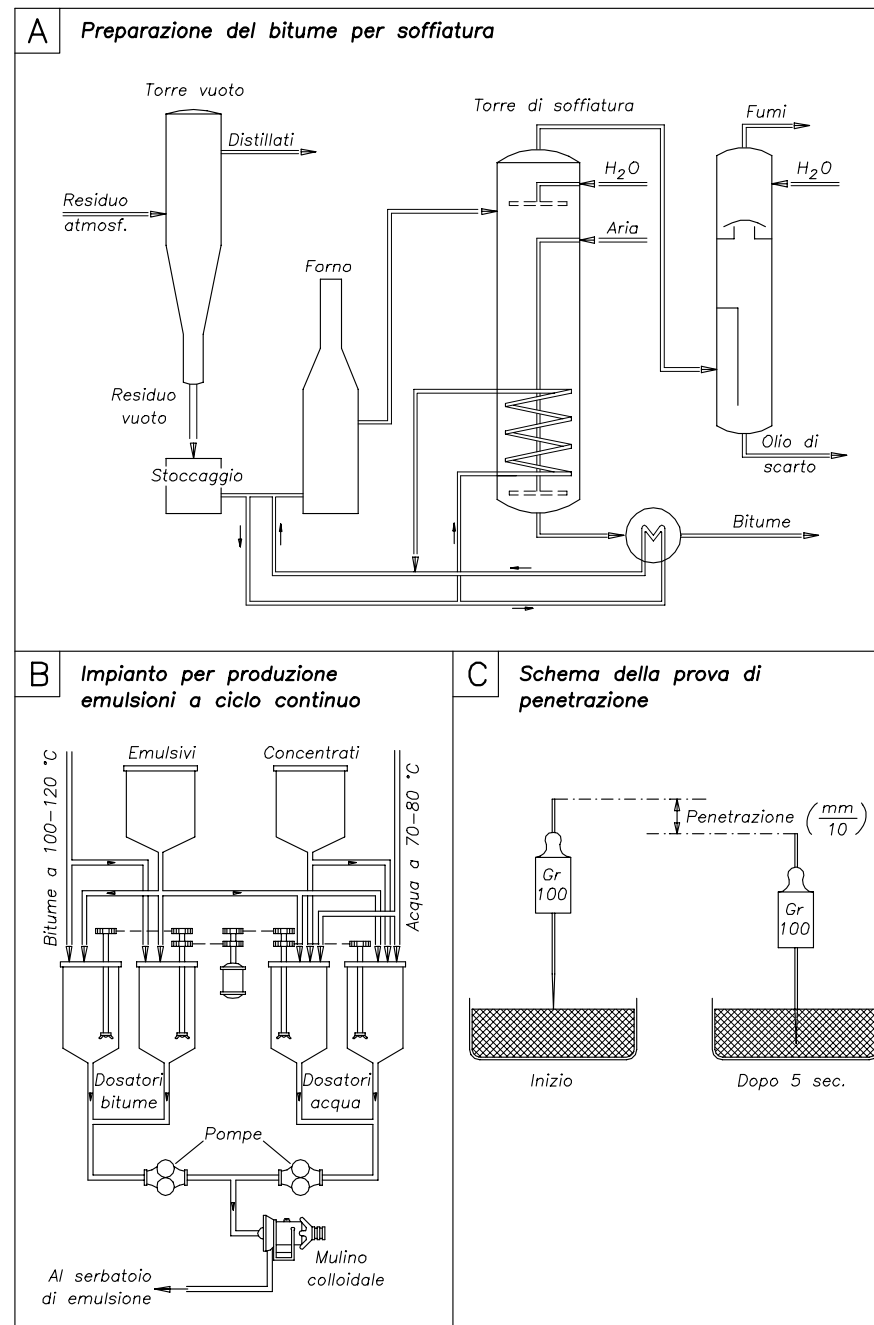 A
Preparazione del bitume per soffiatura
Torre vuoto
Distillati
Residuo
atmosf.
Residuo
vuoto
Stoccaggio
Forno
Torre di soffiatura
H2O
Aria
Fumi
H2O
Olio di
scarto
Bitume
B
Impianto per produzione
emulsioni a ciclo continuo
Bitume a 100-120 °C
Emulsivi
Concentrati
Acqua a 70-80 °C
Dosatori
bitume
Dosatori
acqua
Pompe
Mulino
colloidale
Al serbatoio
di emulsione
C
Schema della prova di
penetrazione
Penetrazione (mm/10)
Gr
100
Gr
100
Inizio
Dopo 5 sec.